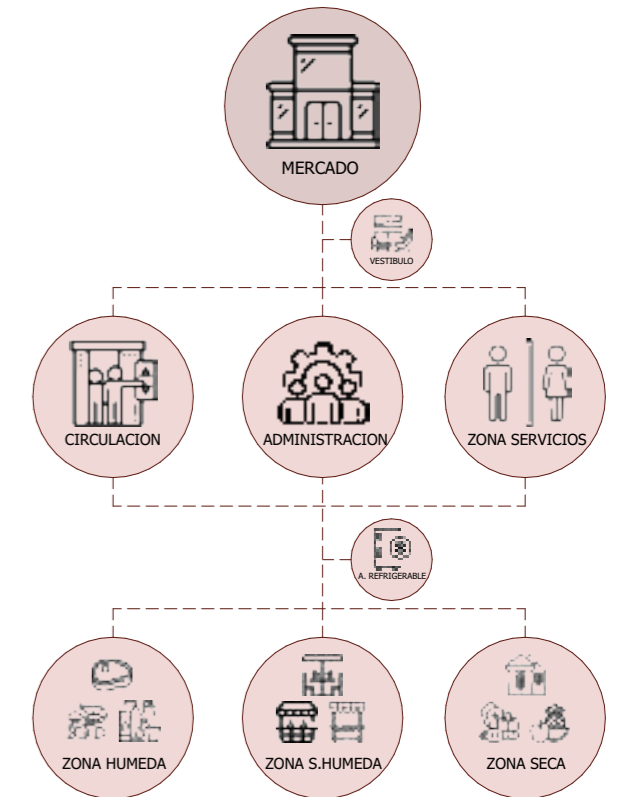 MERCADO
VESTIBULO
CIRCULACION
ADMINISTRACION
ZONA SERVICIOS
A. REFRIGERABLE
ZONA HUMEDA
ZONA S.HUMEDA
ZONA SECA